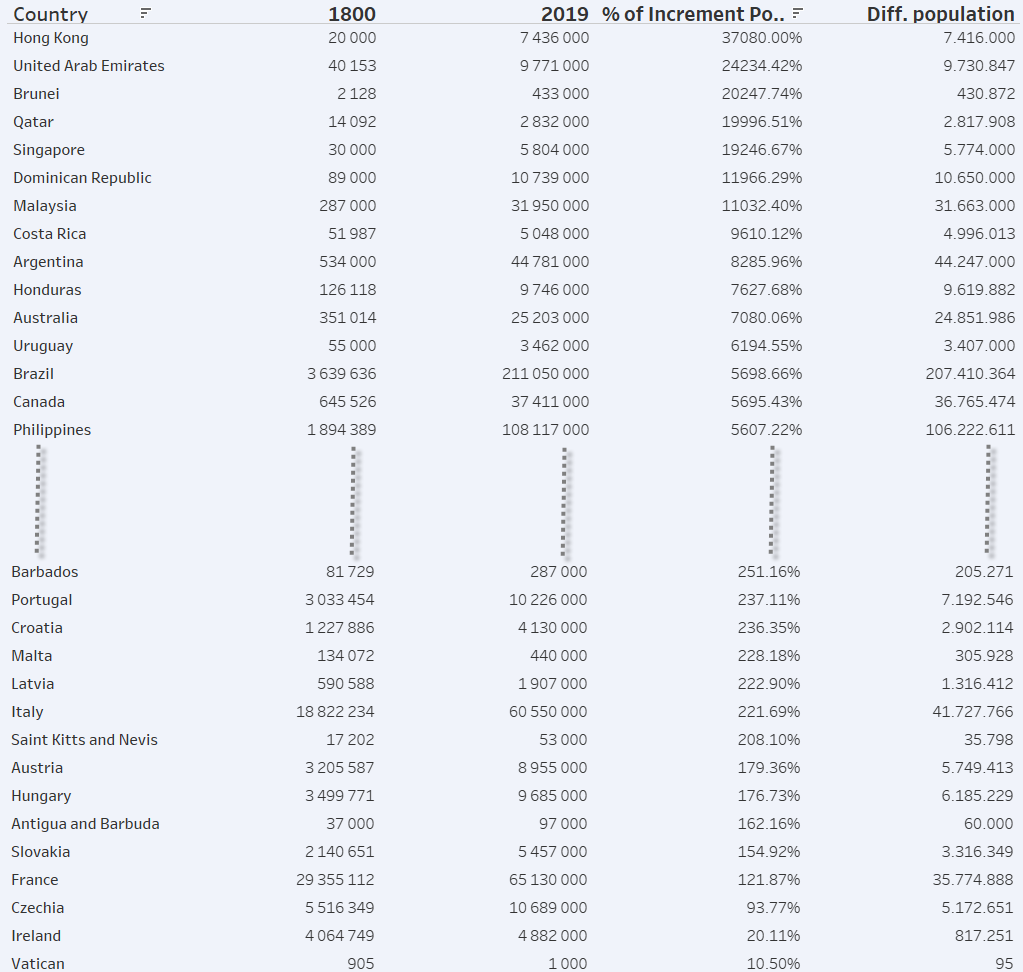 Country 1800 2019 % of Increment Po.. Diff. population
Hong Kong 20 000 7 436 000 37080.00% 7.416.000
United Arab Emirates 40 153 9 771 000 24234.42% 9.730.847
Brunei 2 128 433 000 20247.74% 430.872
Qatar 14 092 2 832 000 19996.51% 2.817.908
Singapore 30 000 5 804 000 19246.67% 5.774.000
Dominican Republic 89 000 10 739 000 11966.29% 10.650.000
Malaysia 287 000 31 950 000 11032.40% 31.663.000
Costa Rica 51 987 5 048 000 9610.12% 4.996.013
Argentina 534 000 44 781 000 8285.96% 44.247.000
Honduras 126 118 9 746 000 7627.68% 9.619.882
Australia 351 014 25 203 000 7080.06% 24.851.986
Uruguay 55 000 3 462 000 6194.55% 3.407.000
Brazil 3 639 636 211 050 000 5698.66% 207.410.364
Canada 645 526 37 411 000 5695.43% 36.765.474
Philippines 1 894 389 108 117 000 5607.22% 106.222.611
Barbados 81 729 287 000 251.16% 205.271
Portugal 3 033 454 10 226 000 237.11% 7.192.546
Croatia 1 227 886 4 130 000 236.35% 2.902.114
Malta 134 072 440 000 228.18% 305.928
Latvia 590 588 1 907 000 222.90% 1.316.412
Italy 18 822 234 60 550 000 221.69% 41.727.766
Saint Kitts and Nevis 17 202 53 000 208.10% 35.798
Austria 3 205 587 8 955 000 179.36% 5.749.413
Hungary 3 499 771 9 685 000 176.73% 6.185.229
Antigua and Barbuda 37 000 97 000 162.16% 60.000
Slovakia 2 140 651 5 457 000 154.92% 3.316.349
France 29 355 112 65 130 000 121.87% 35.774.888
Czechia 5 516 349 10 689 000 93.77% 5.172.651
Ireland 4 064 749 4 882 000 20.11% 817.251
Vatican 905 1 000 10.50% 95